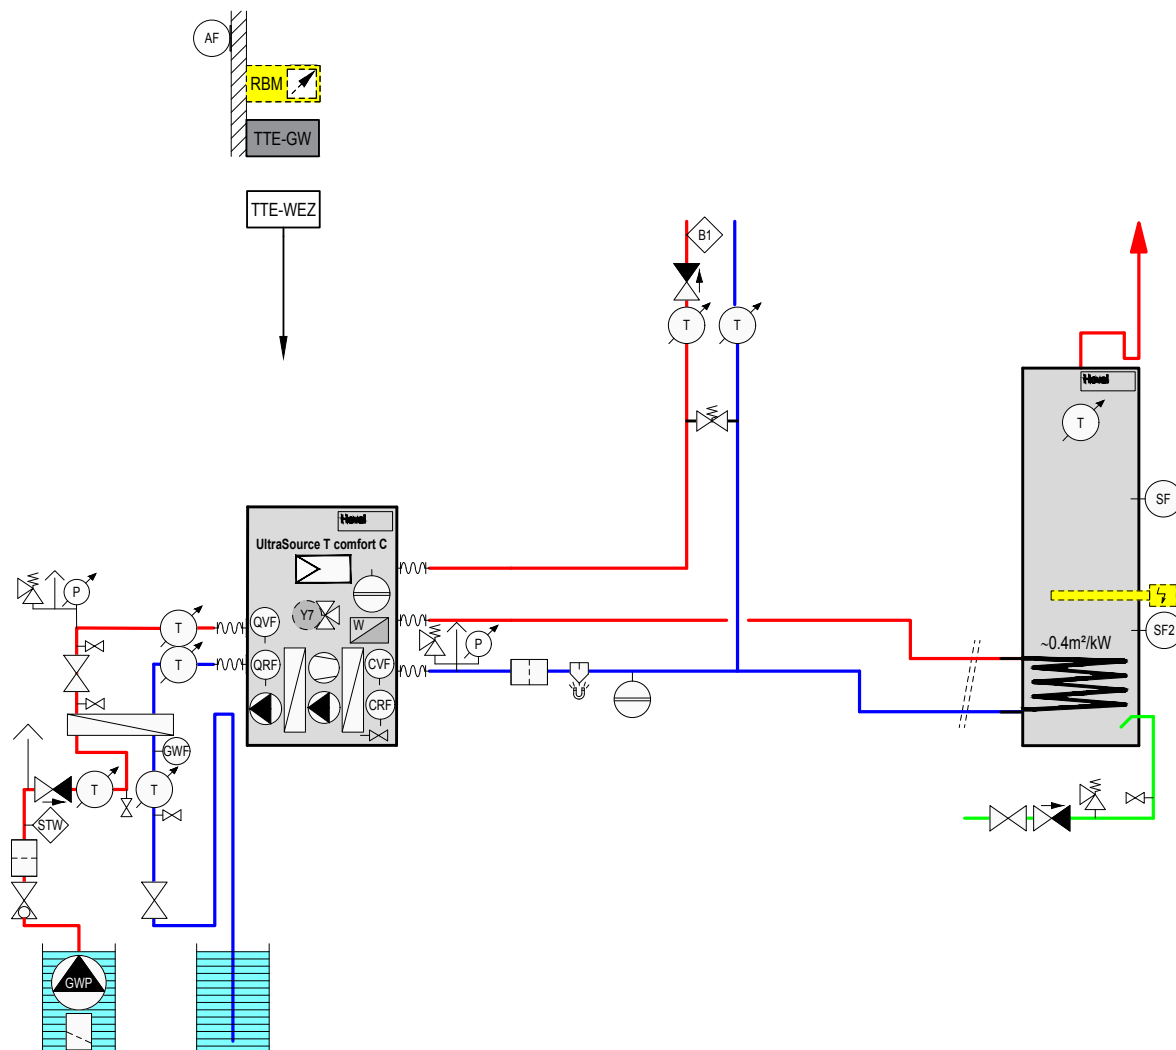 AF
RBM
TTE-GW
TTE-WEZ
B1
T
T
Hoval
T
SF
SF2
~0.4m²/kW
Hoval
UltraSource T comfort C
Y7
W
QVF
QRF
CVF
CRF
P
T
T
P
GWF
T
T
STW
GWP